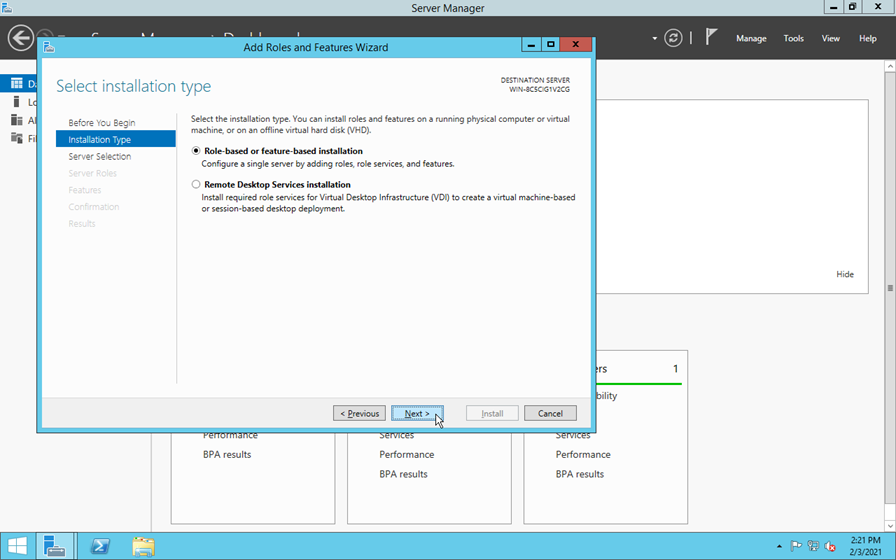 Server Manager
Manage
Tools
View
Help
Add Roles and Features Wizard
Select installation type
DESTINATION SERVER
WIN-8C5CIG1V2CG
Before You Begin
Installation Type
Server Selection
Server Roles
Features
Confirmation
Results
Select the installation type. You can install roles and features on a running physical computer or virtual
machine, or on an offline virtual hard disk (VHD).
Role-based or feature-based installation
Configure a single server by adding roles, role services, and features.
Remote Desktop Services installation
Install required role services for Virtual Desktop Infrastructure (VDI) to create a virtual machine-based
or session-based desktop deployment.
Hide
< Previous
Next >
Install
Cancel
1
Performance
BPA results
Services
Performance
BPA results
Services
Performance
BPA results
2:21 PM
2/3/2021